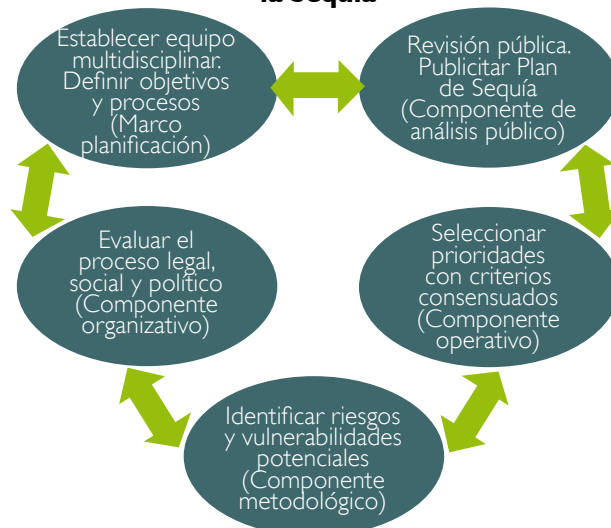 la sequía
Establecer equipo
multidisciplinar.
Definir objetivos
y procesos
(Marco
planificación)
Revisión pública.
Publicitar Plan
de Sequía
(Componente de
análisis público)
Evaluar el
proceso legal,
social y político
(Componente
organizativo)
Seleccionar
prioridades
con criterios
consensuados
(Componente
operativo)
Identificar riesgos
y vulnerabilidades
potenciales
(Componente
metodológico)